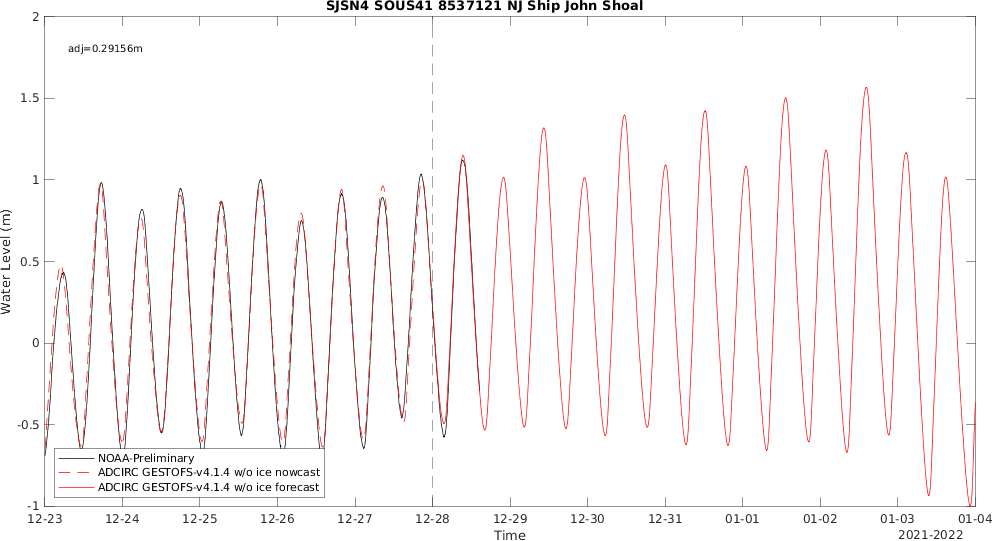 SJSN4 SOUS41 8537121 NJ Ship John Shoal
2
adj=0.29156m
1.5
1
0.5
0
-0.5
-1
Water Level (m)
NOAA-Preliminary
ADCIRC GESTOFS-v4.1.4 w/o ice nowcast
ADCIRC GESTOFS-v4.1.4 w/o ice forecast
12-23 12-24 12-25 12-26 12-27 12-28 12-29 12-30 12-31 01-01 01-02 01-03 01-04
Time
2021-2022